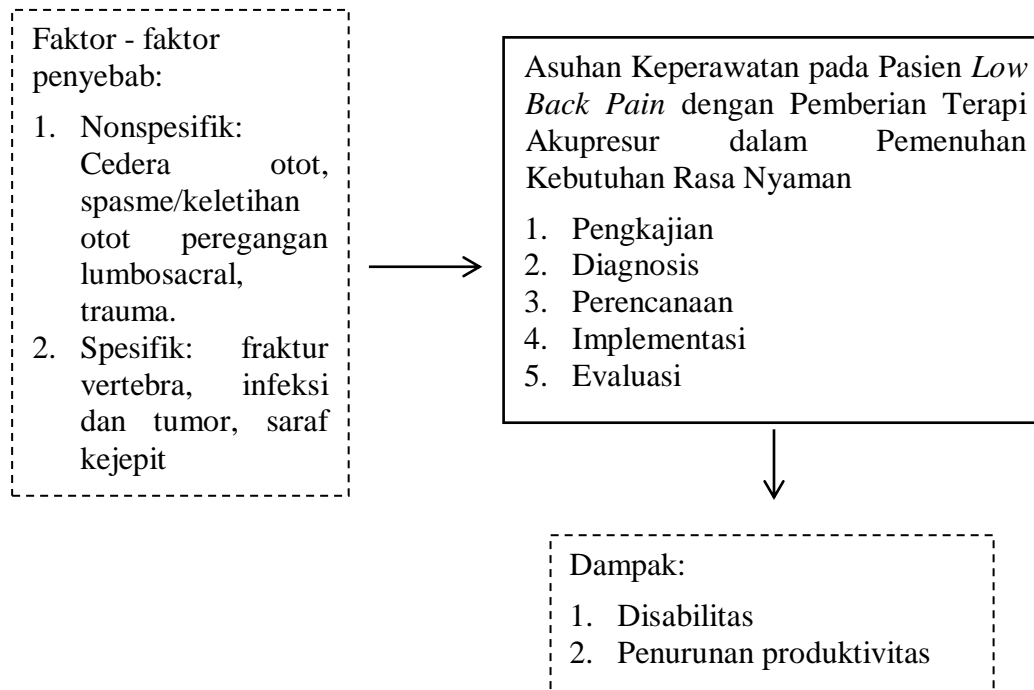 Faktor - faktor
penyebab:
1. Nonspesifik:
Cedera otot,
spasme/keletihan
otot peregangan
lumbosacral,
trauma.
2. Spesifik: fraktur
vertebra, infeksi
dan tumor, saraf
kejepit
Asuhan Keperawatan pada Pasien Low
Back Pain dengan Pemberian Terapi
Akupresur dalam Pemenuhan
Kebutuhan Rasa Nyaman
1. Pengkajian
2. Diagnosis
3. Perencanaan
4. Implementasi
5. Evaluasi
Dampak:
1. Disabilitas
2. Penurunan produktivitas